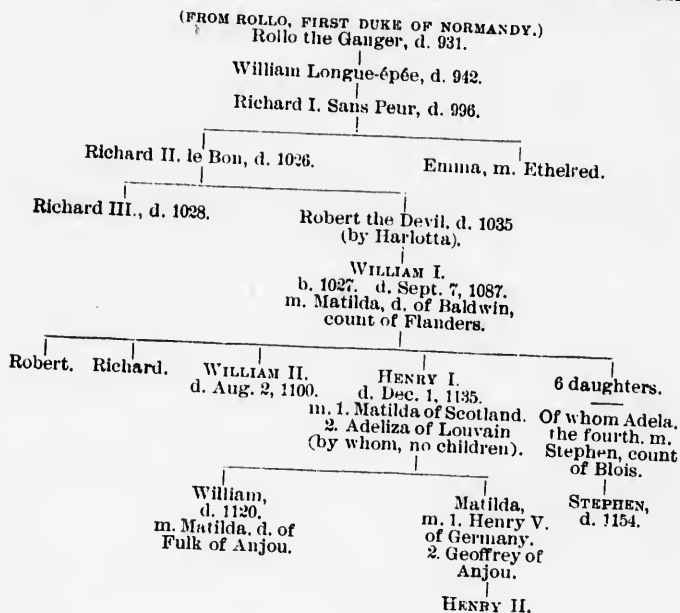 (FROM ROLLO, FIRST DUKE OF NORMANDY.)
Rollo the Ganger, d. 931.
William Longue-épée, d. 942.
Richard I. Sans Peur, d. 996.
Richard II. le Bon, d. 1026.
Emma, m. Ethelred.
Richard III., d. 1028.
Robert the Devil, d. 1035
(by Harlotta).
WILLIAM I.
b. 1027. d. Sept. 7, 1087.
m. Matilda, d. of Baldwin,
count of Flanders.
Robert.
Richard.
WILLIAM II.
d. Aug. 2, 1100.
HENRY I.
d. Dec. 1, 1135.
m. 1. Matilda of Scotland.
2. Adeliza of Louvain
(by whom, no children).
6 daughters.
Of whom Adela,
the fourth, m.
Stephen, count
of Blois.
William,
d. 1120.
m. Matilda, d. of
Fulk of Anjou.
Matilda,
m. 1. Henry V.
of Germany.
2. Geoffrey of
Anjou.
STEPHEN,
d. 1154.
HENRY II.